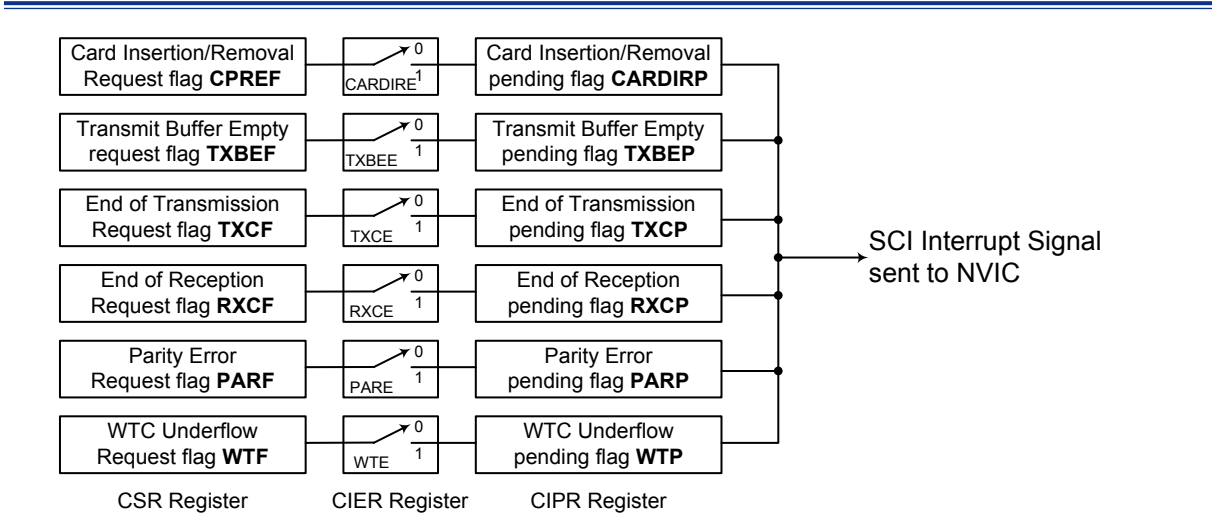 Card Insertion/Removal
Request flag CPREF
0
1
CARDIRE
Card Insertion/Removal
pending flag CARDIRP
Transmit Buffer Empty
request flag TXBEF
0
1
TXBEE
Transmit Buffer Empty
pending flag TXBEP
End of Transmission
Request flag TXCF
0
1
TXCE
End of Transmission
pending flag TXCP
SCI Interrupt Signal
sent to NVIC
End of Reception
Request flag RXCF
0
1
RXCE
End of Reception
pending flag RXCP
Parity Error
Request flag PARF
0
1
PARE
Parity Error
pending flag PARP
WTC Underflow
Request flag WTF
0
1
WTE
WTC Underflow
pending flag WTP
CSR Register
CIER Register
CIPR Register